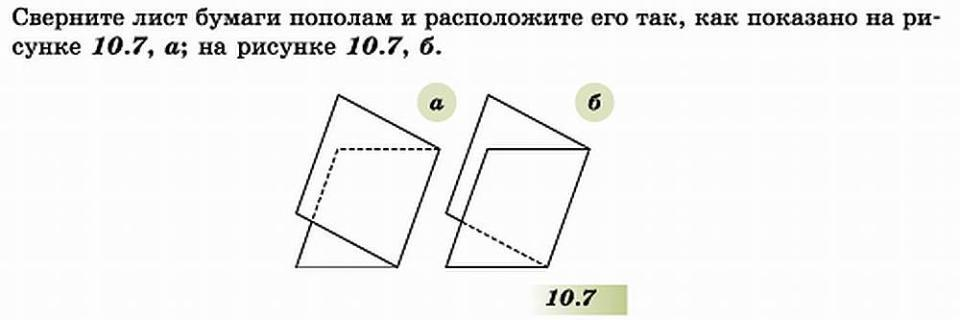 Сверните лист бумаги пополам и расположите его так, как показано на ри-
сунке 10.7, а; на рисунке 10.7, б.
а б
10.7